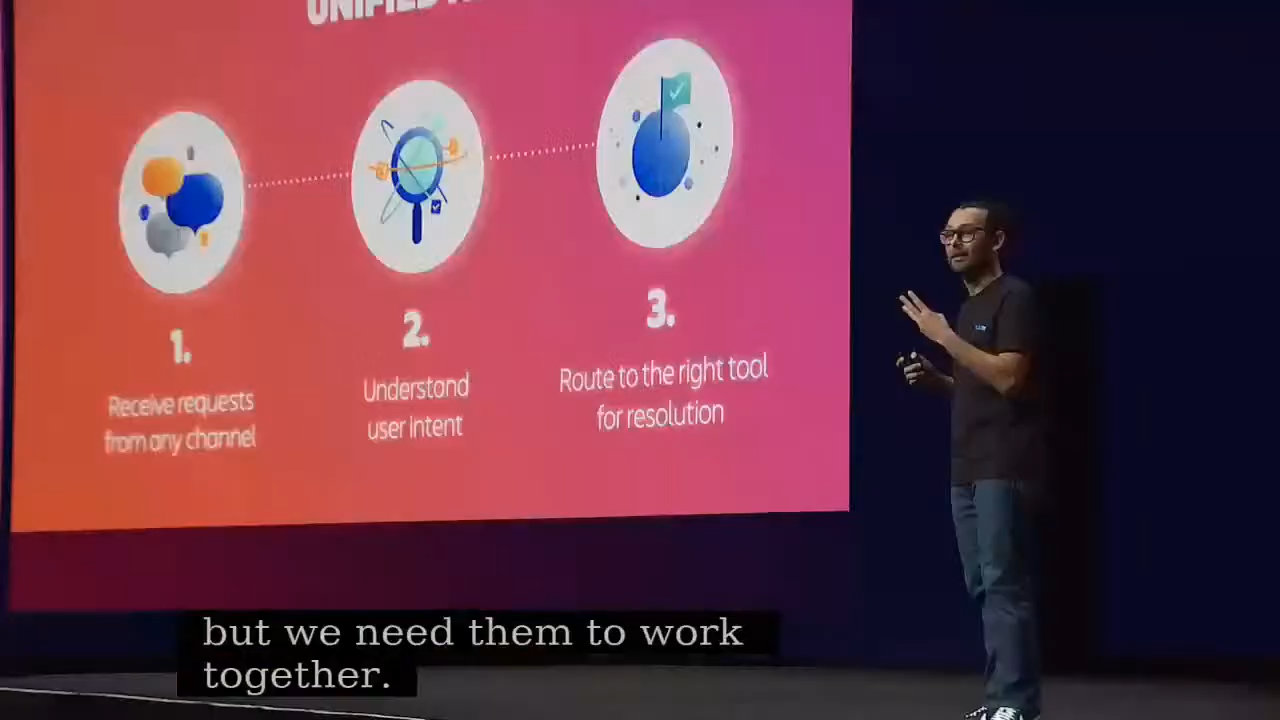 UNIFIED
1.
Receive requests
from any channel
2.
Understand
user intent
3.
Route to the right tool
for resolution
but we need them to work
together.